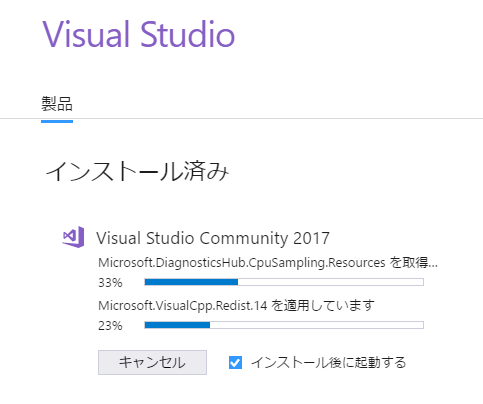 Visual Studio
製品
インストール済み
Visual Studio Community 2017
Microsoft.DiagnosticsHub.CpuSampling.Resources を取得...
33%
Microsoft.VisualCpp.Redist.14 を適用しています
23%
キャンセル インストール後に起動する